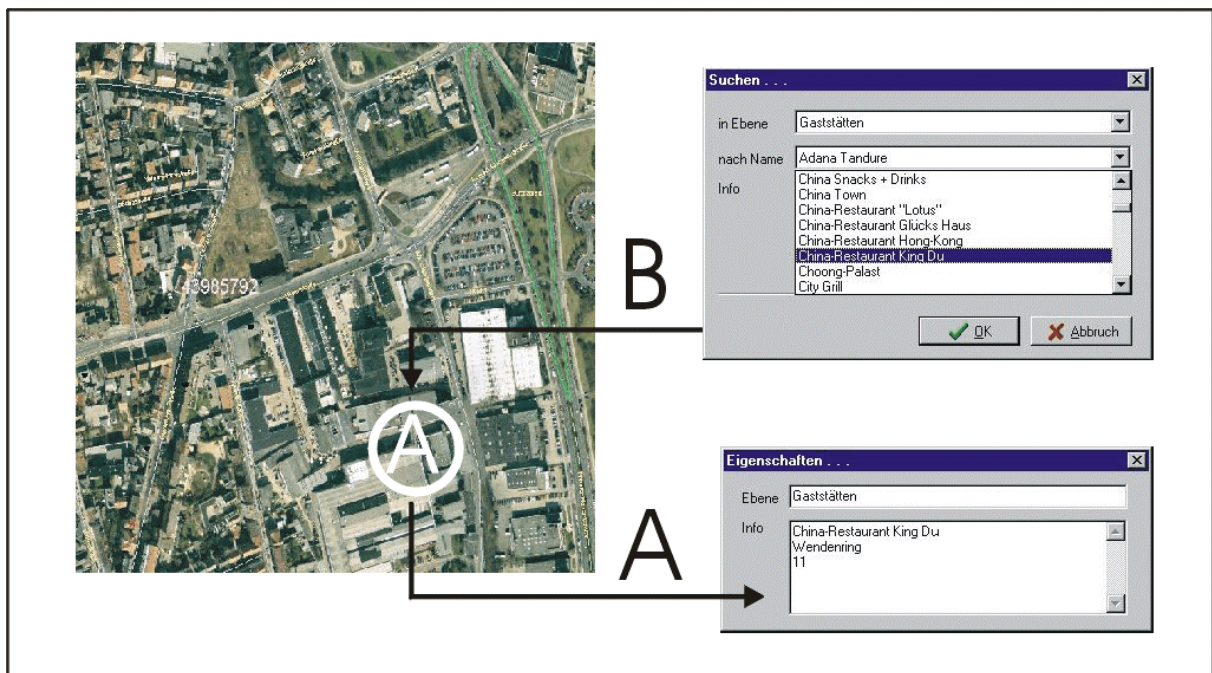 43985792
A
B
A
Suchen . . .
in Ebene
Gaststätten
nach Name
Adana Tandure
Info
China Snacks + Drinks
China Town
China-Restaurant "Lotus"
China-Restaurant Glücks Haus
China-Restaurant Hong-Kong
China-Restaurant King Du
Choong-Palast
City Grill
OK
Abbruch
Eigenschaften . . .
Ebene
Gaststätten
Info
China-Restaurant King Du
Wendenring
11